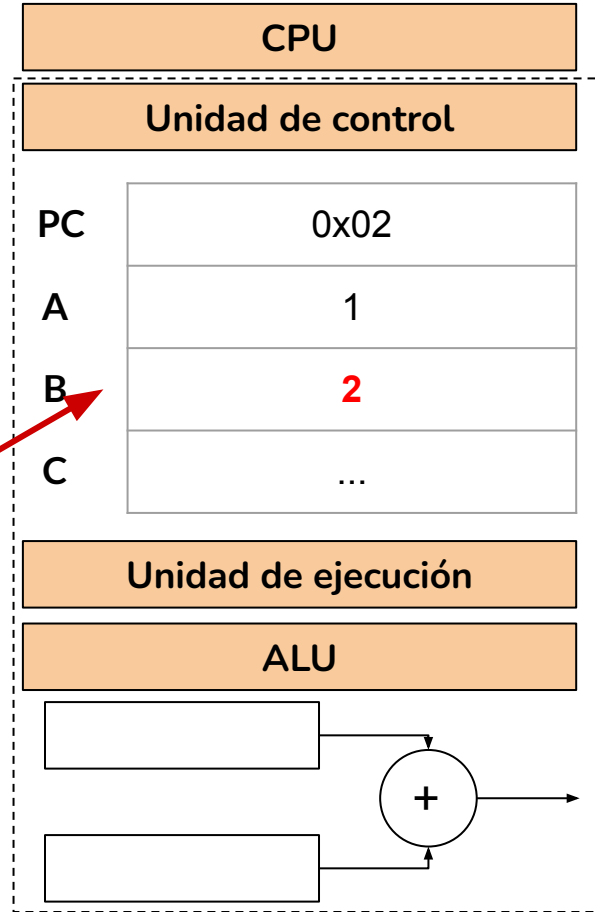 CPU
Unidad de control
PC 0x02
A 1
B 2
C ...
Unidad de ejecución
ALU
+